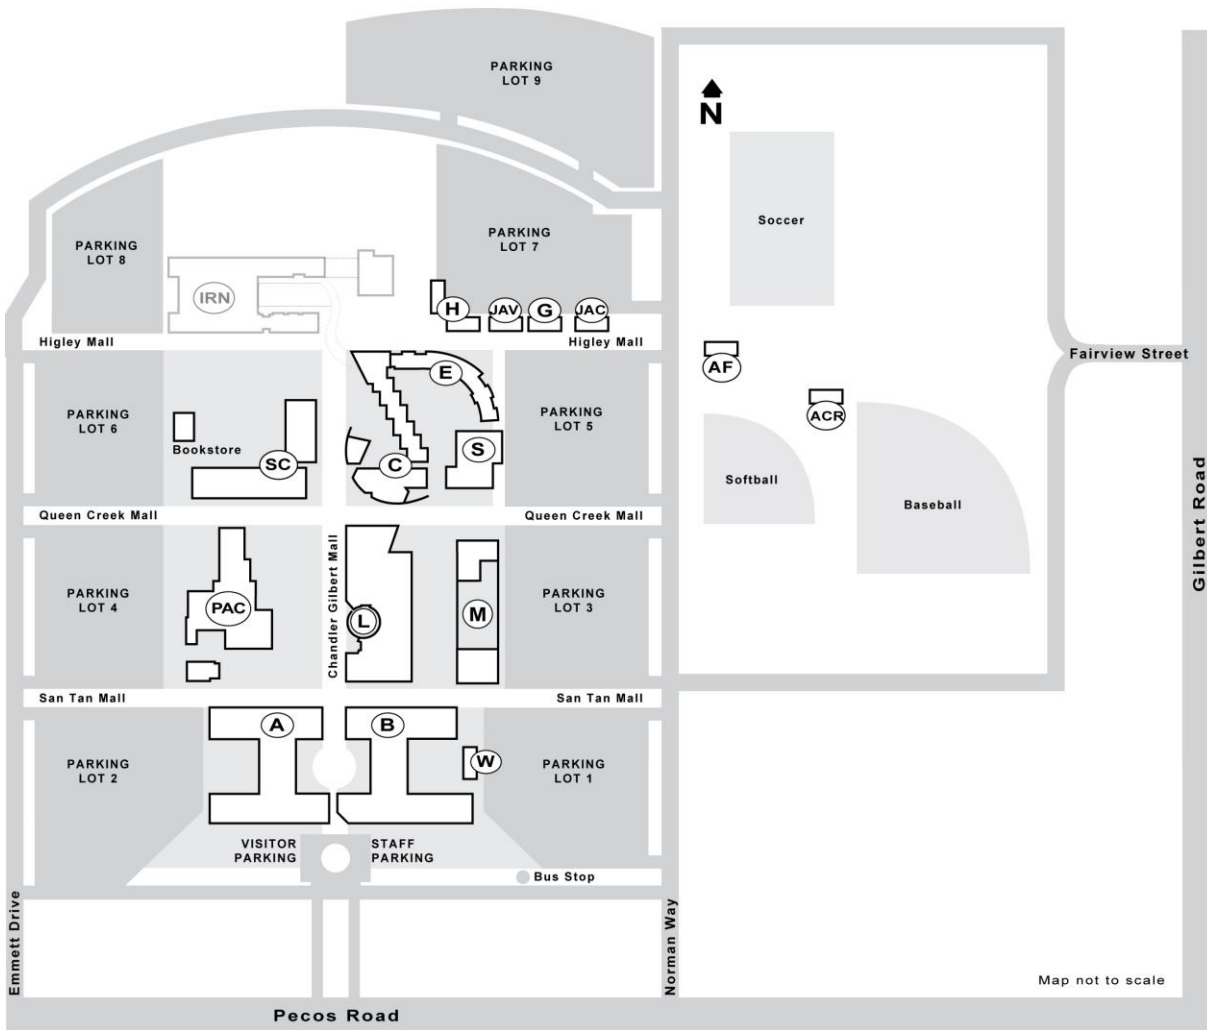 PARKING
LOT 9
N
PARKING
LOT 8
PARKING
LOT 7
Soccer
IRN
H
JAV
G
JAC
Higley Mall
Higley Mall
Fairview Street
AF
E
PARKING
LOT 6
PARKING
LOT 5
ACR
Bookstore
SC
C
S
Softball
Baseball
Queen Creek Mall
Queen Creek Mall
Gilbert Road
Chandler Gilbert Mall
PARKING
LOT 4
PAC
L
M
PARKING
LOT 3
San Tan Mall
San Tan Mall
A
B
W
PARKING
LOT 2
PARKING
LOT 1
VISITOR
PARKING
STAFF
PARKING
Bus Stop
Emmett Drive
Norman Way
Map not to scale
Pecos Road